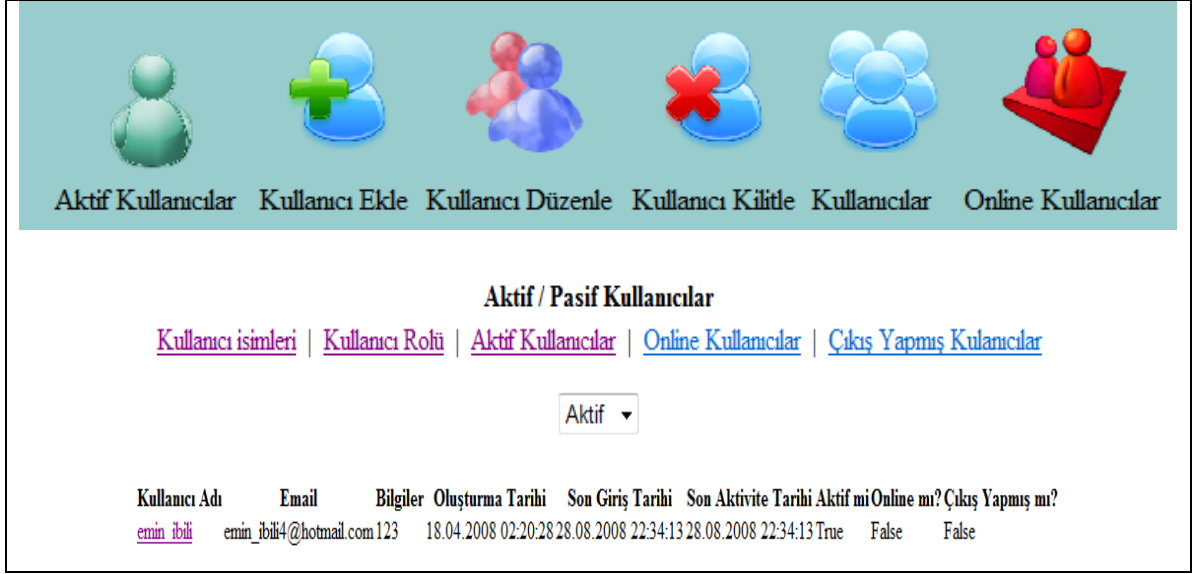 Aktif Kullanıcılar Kullanıcı Ekle Kullanıcı Düzenle Kullanıcı Kilitle Kullanıcılar Online Kullanıcılar
Aktif / Pasif Kullanıcılar
Kullanıcı isimleri | Kullanıcı Rolü | Aktif Kullanıcılar | Online Kullanıcılar | Çıkış Yapmış Kulanıcılar
Aktif
Kullanıcı Adı Email Bilgiler Oluşturma Tarihi Son Giriş Tarihi Son Aktivite Tarihi Aktif mi Online mı? Çıkış Yapmış mı?
emin_ibili emin_ibili4@hotmail.com 123 18.04.2008 02:20:28 28.08.2008 22:34:13 28.08.2008 22:34:13 True False False